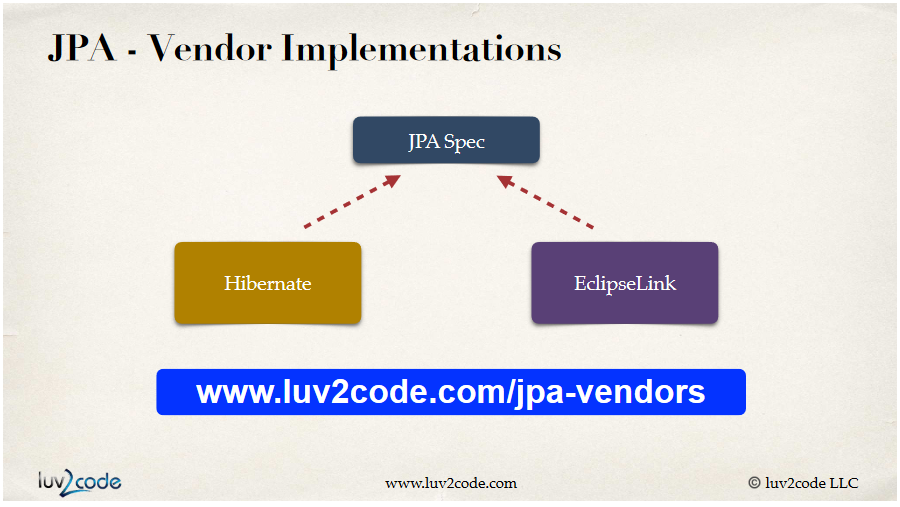 JPA - Vendor Implementations
JPA Spec
Hibernate
EclipseLink
www.luv2code.com/jpa-vendors
luv2code
www.luv2code.com
© luv2code LLC